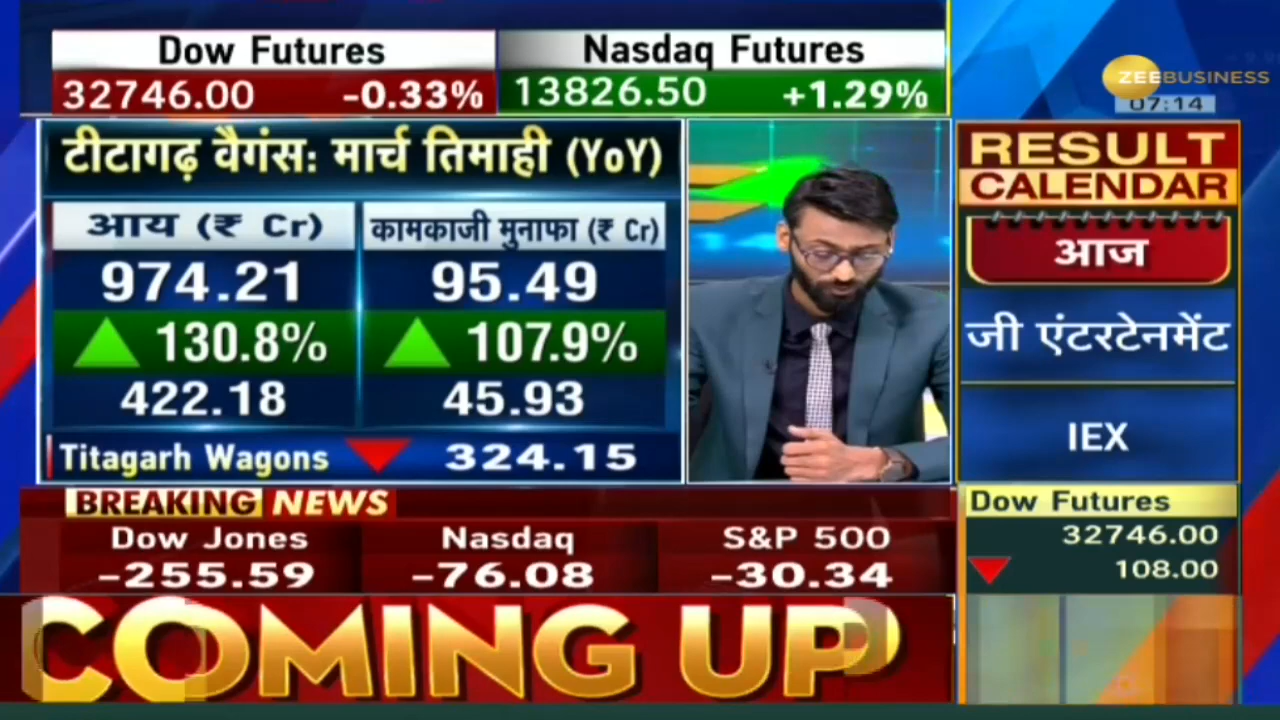 Dow Futures
32746.00 -0.33%
Nasdaq Futures
13826.50 +1.29%
ZEEBUSINESS
07:14
टीटागढ़ वैगंस: मार्च तिमाही (YoY)
आय (₹ Cr)
कामकाजी मुनाफा (₹ Cr)
974.21
95.49
130.8%
107.9%
422.18
45.93
Titagarh Wagons 324.15
RESULT
CALENDAR
आज
जी एंटरटेनमेंट
IEX
BREAKING NEWS
Dow Jones
-255.59
Nasdaq
-76.08
S&P 500
-30.34
Dow Futures
32746.00
108.00
COMING UP